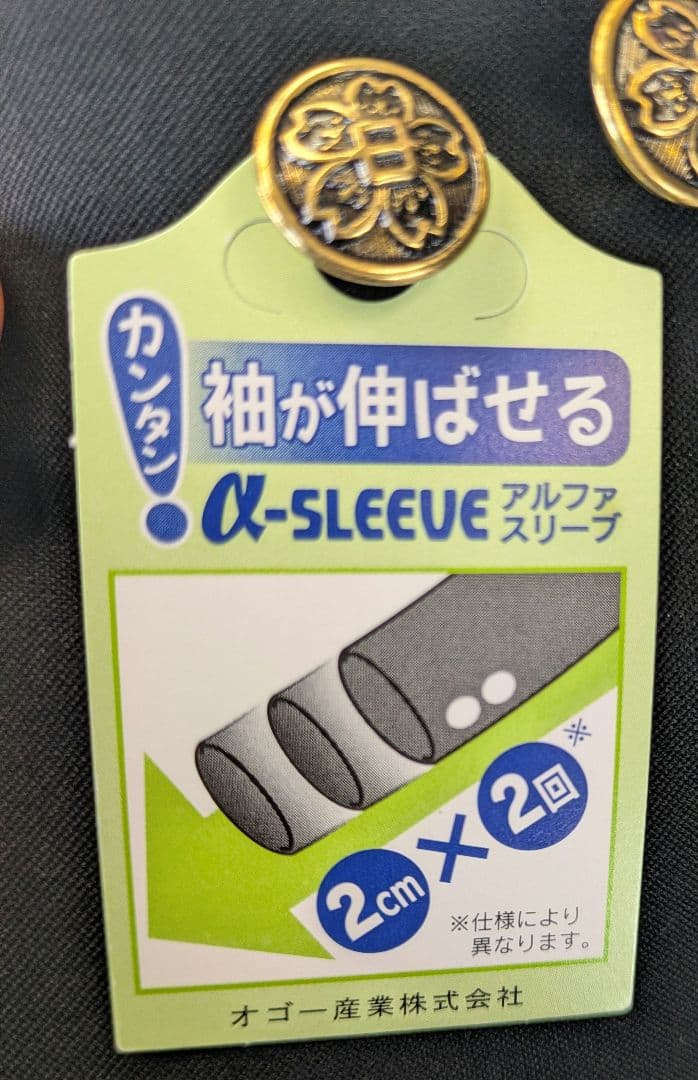 カンタン!
袖が伸ばせる
α-SLEEVE アルファ
スリーブ
2cm×2回※
※仕様により
異なります。
オゴー産業株式会社